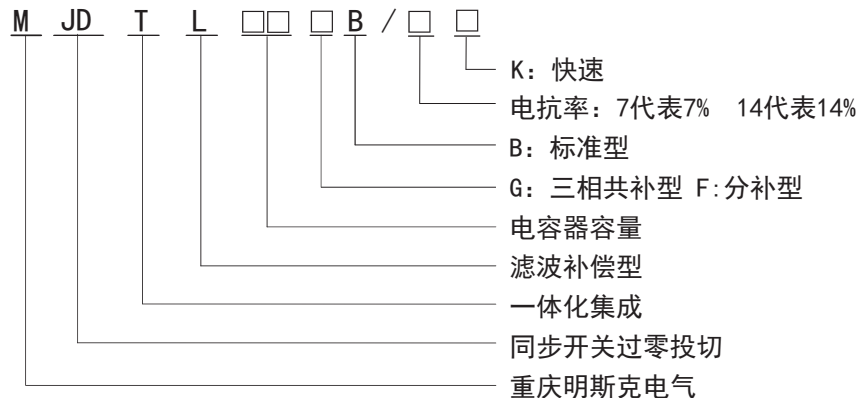 M JD T L □□ □ B / □ □
K: 快速
电抗率: 7代表7% 14代表14%
B: 标准型
G: 三相共补型 F:分补型
电容器容量
滤波补偿型
一体化集成
同步开关过零投切
重庆明斯克电气